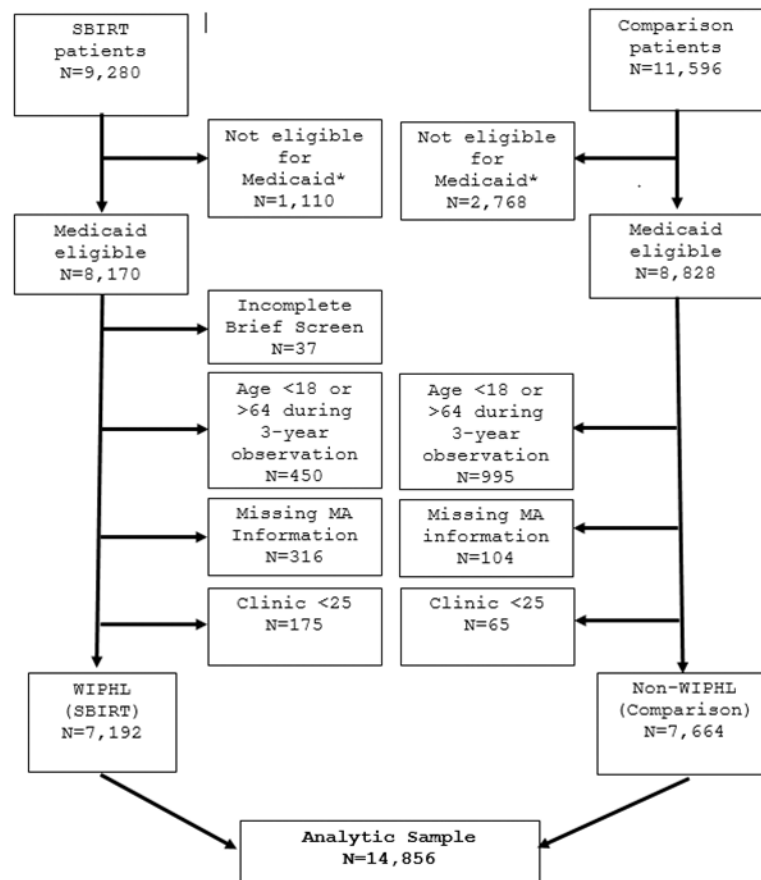 SBIRT
patients
N=9,280
Comparison
patients
N=11,596
Not eligible
for
Medicaid*
N=1,110
Not eligible
for
Medicaid*
N=2,768
Medicaid
eligible
N=8,170
Medicaid
eligible
N=8,828
Incomplete
Brief Screen
N=37
Age <18 or
>64 during
3-year
observation
N=450
Age <18 or
>64 during
3-year
observation
N=995
Missing MA
Information
N=316
Missing MA
information
N=104
Clinic <25
N=175
Clinic <25
N=65
WIPHL
(SBIRT)
N=7,192
Non-WIPHL
(Comparison)
N=7,664
Analytic Sample
N=14,856